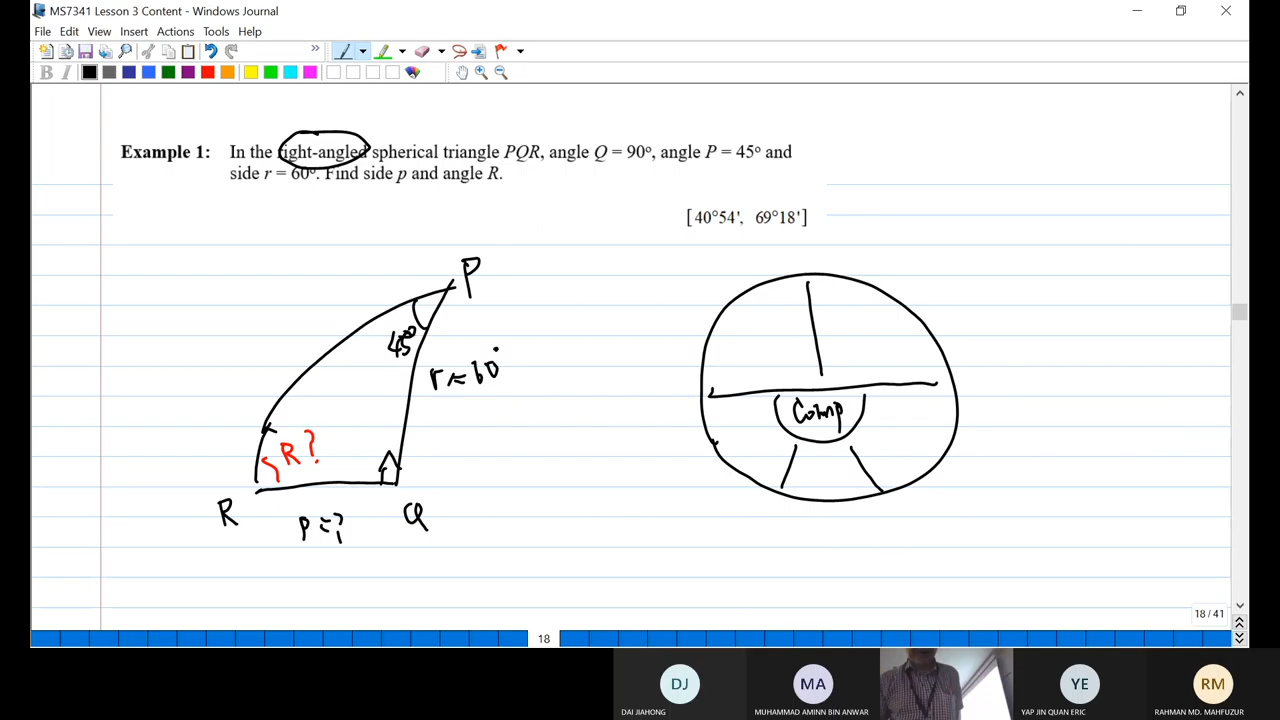 MS7341 Lesson 3 Content - Windows Journal
File Edit View Insert Actions Tools Help
B I
Example 1: In the right-angled spherical triangle PQR, angle Q = 90°, angle P = 45° and
side r = 60°. Find side p and angle R.
[40°54', 69°18']
P
45°
r = 60°
R?
R
p = ?
Q
Comp
18 / 41
18
DJ
DAI JIAHONG
MA
MUHAMMAD AMINN BIN ANWAR
YE
YAP JIN QUAN ERIC
RM
RAHMAN MD. MAHFUZUR